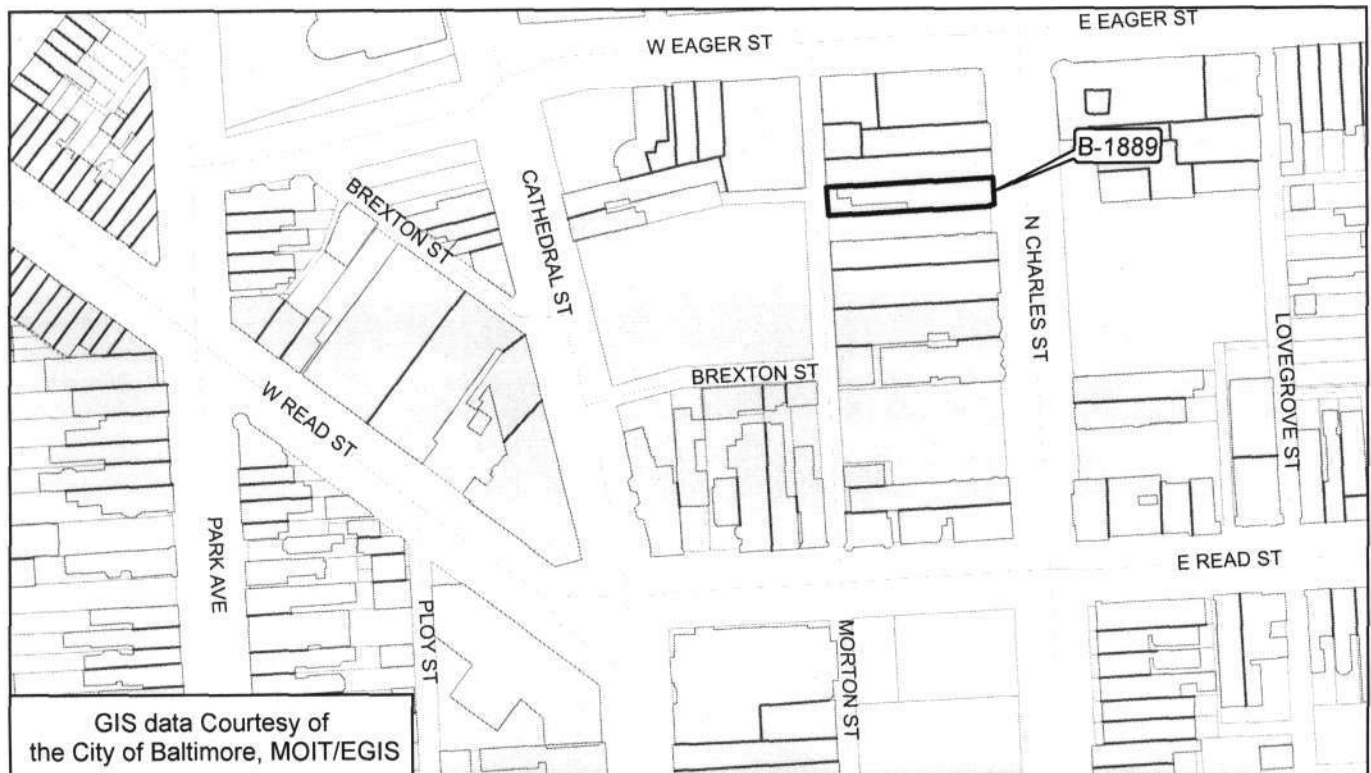 E EAGER ST
W EAGER ST
B-1889
BREXTON ST
CATHEDRAL ST
N CHARLES ST
LOVEGROVE ST
BREXTON ST
W READ ST
PARK AVE
E READ ST
PLOY ST
MORTON ST
GIS data Courtesy of
the City of Baltimore, MOIT/EGIS